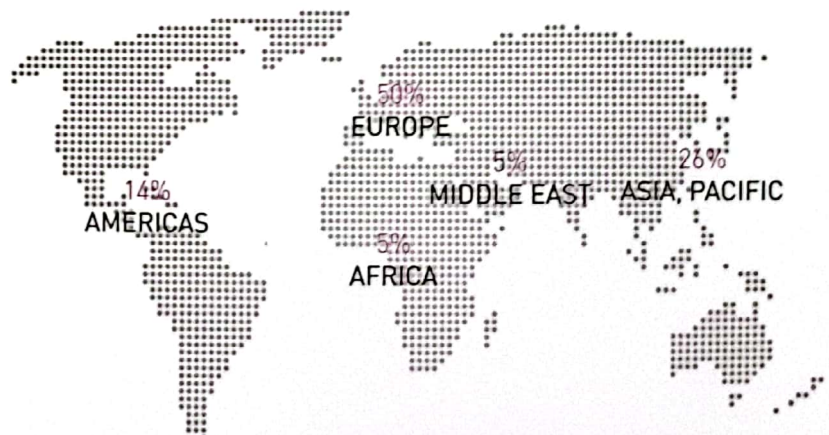 50%
EUROPE
5%
MIDDLE EAST
26%
ASIA, PACIFIC
14%
AMERICAS
5%
AFRICA